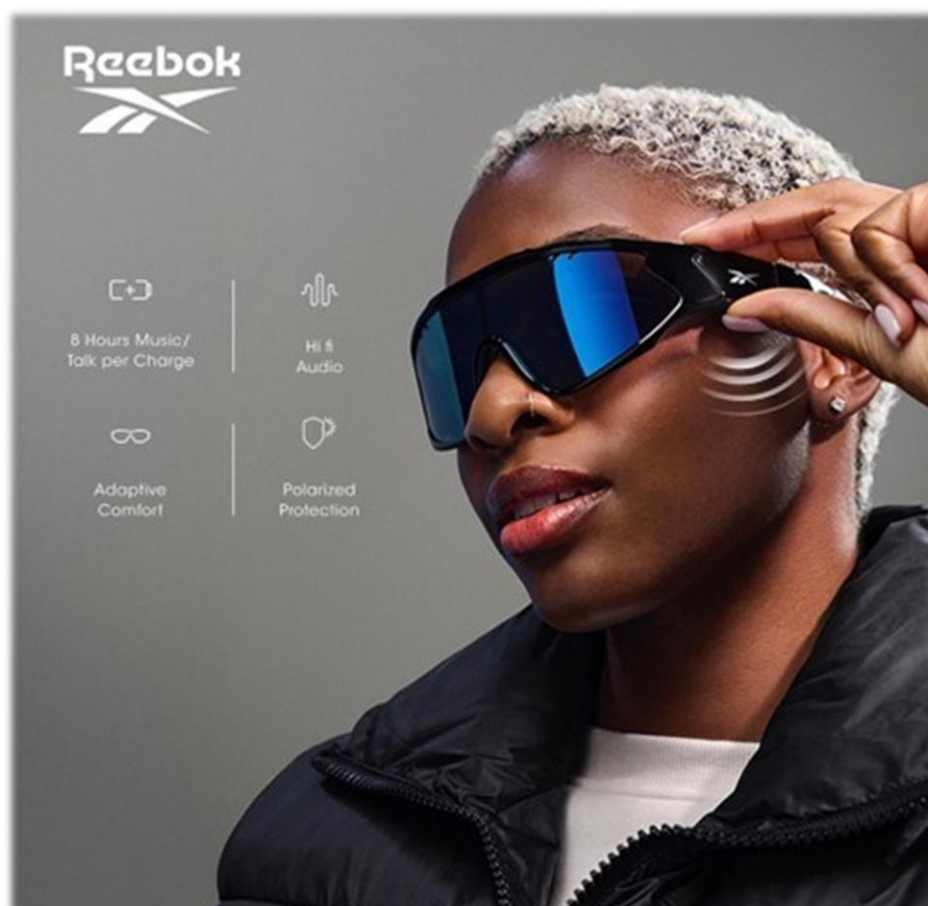 Reebok
8 Hours Music/
Talk per Charge
Hi fi
Audio
Adaptive
Comfort
Polarized
Protection